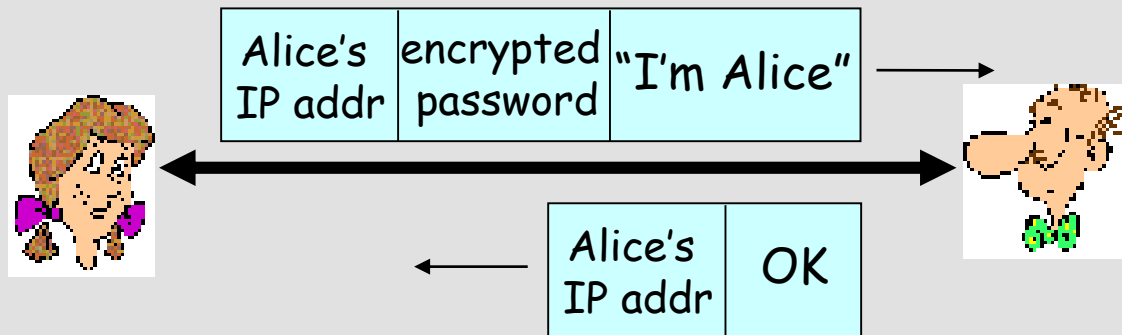 Alice's
IP addr
encrypted
password
“I'm Alice”
Alice's
IP addr
OK